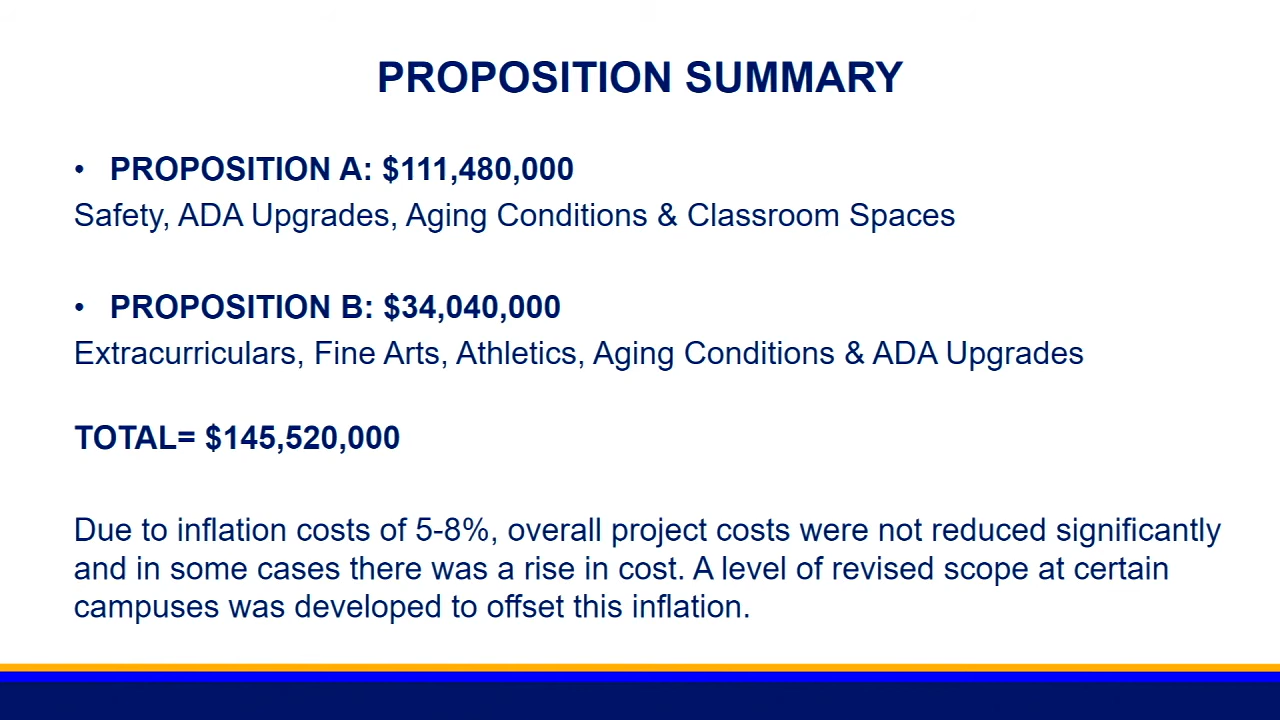 PROPOSITION SUMMARY
• PROPOSITION A: $111,480,000
Safety, ADA Upgrades, Aging Conditions & Classroom Spaces
• PROPOSITION B: $34,040,000
Extracurriculars, Fine Arts, Athletics, Aging Conditions & ADA Upgrades
TOTAL= $145,520,000
Due to inflation costs of 5-8%, overall project costs were not reduced significantly
and in some cases there was a rise in cost. A level of revised scope at certain
campuses was developed to offset this inflation.